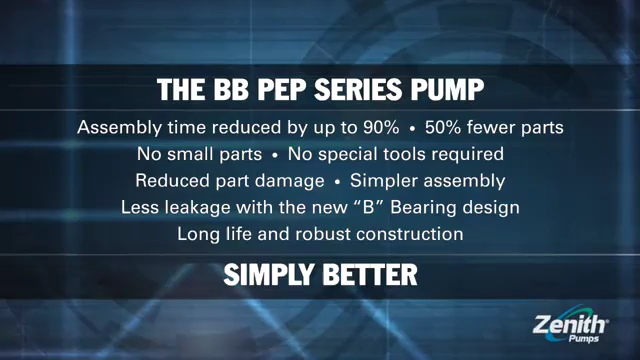 THE BB PEP SERIES PUMP
Assembly time reduced by up to 90% • 50% fewer parts
No small parts • No special tools required
Reduced part damage • Simpler assembly
Less leakage with the new “B” Bearing design
Long life and robust construction
SIMPLY BETTER
Zenith®
Pumps